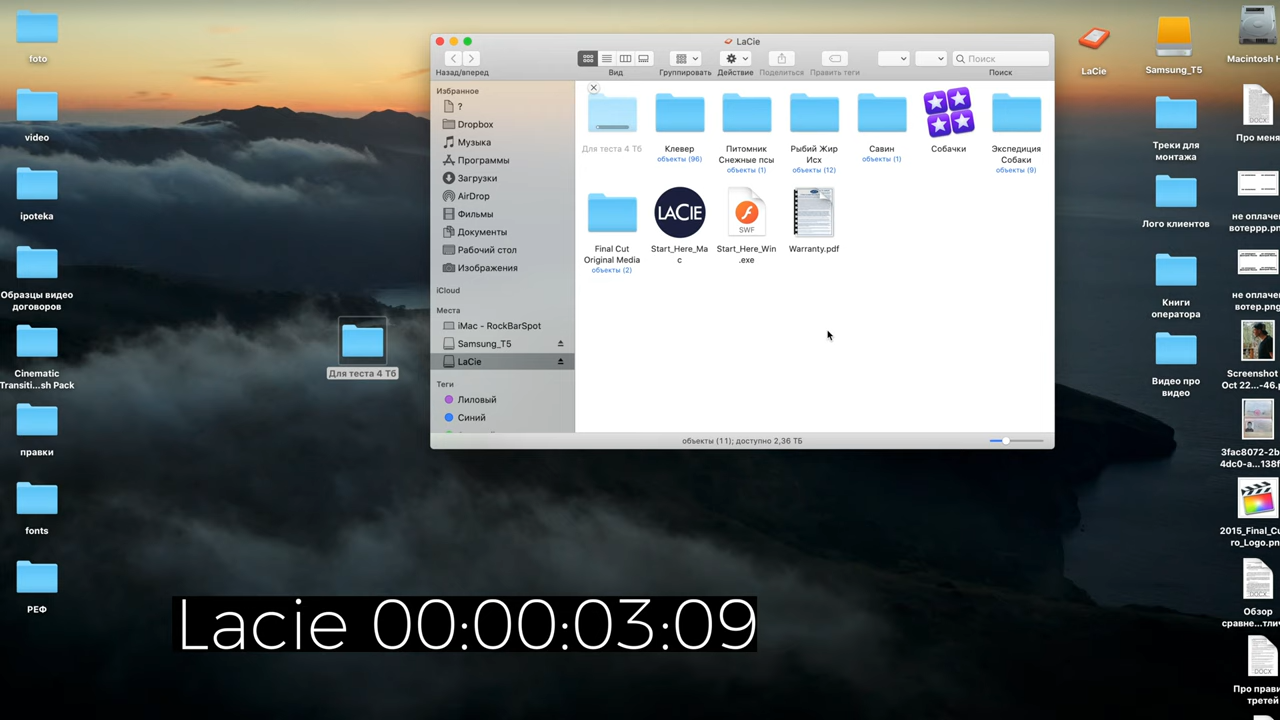 foto
video
ipoteka
Образцы видео
договоров
Cinematic
Transiti...sh Pack
правки
fonts
РЕФ
Для теста 4 Тб
LaCie
Назад/вперед
Вид
Группировать
Действие
Поделиться
Править теги
Поиск
Поиск
Избранное
?
Dropbox
Музыка
Программы
Загрузки
AirDrop
Фильмы
Документы
Рабочий стол
Изображения
iCloud
Места
iMac - RockBarSpot
Samsung_T5
LaCie
Теги
Лиловый
Синий
Для теста 4 Тб
Клевер
объекты (96)
Питомник
Снежные псы
объекты (1)
Рыбий Жир
Исх
объекты (12)
Савин
объекты (1)
Собачки
Экспедиция
Собаки
объекты (9)
Final Cut
Original Media
объекты (2)
LACIE
Start_Here_Ma
c
SWF
Start_Here_Win
.exe
Warranty.pdf
объекты (11); доступно 2,36 ТБ
LaCie
Samsung_T5
Macintosh H
Треки для
монтажа
DOCX
Про меня
Лого клиентов
не оплачен
вотеррр.png
Книги
оператора
не оплачен
вотер.png
Видео про
видео
Screenshot
Oct 22...-46.p
3fac8072-2b
4dc0-a...138f
2015_Final_Cu
ro_Logo.pn
DOCX
Обзор
сравне...тли
DOCX
Про прави
третей
Lacie 00:00:03:09